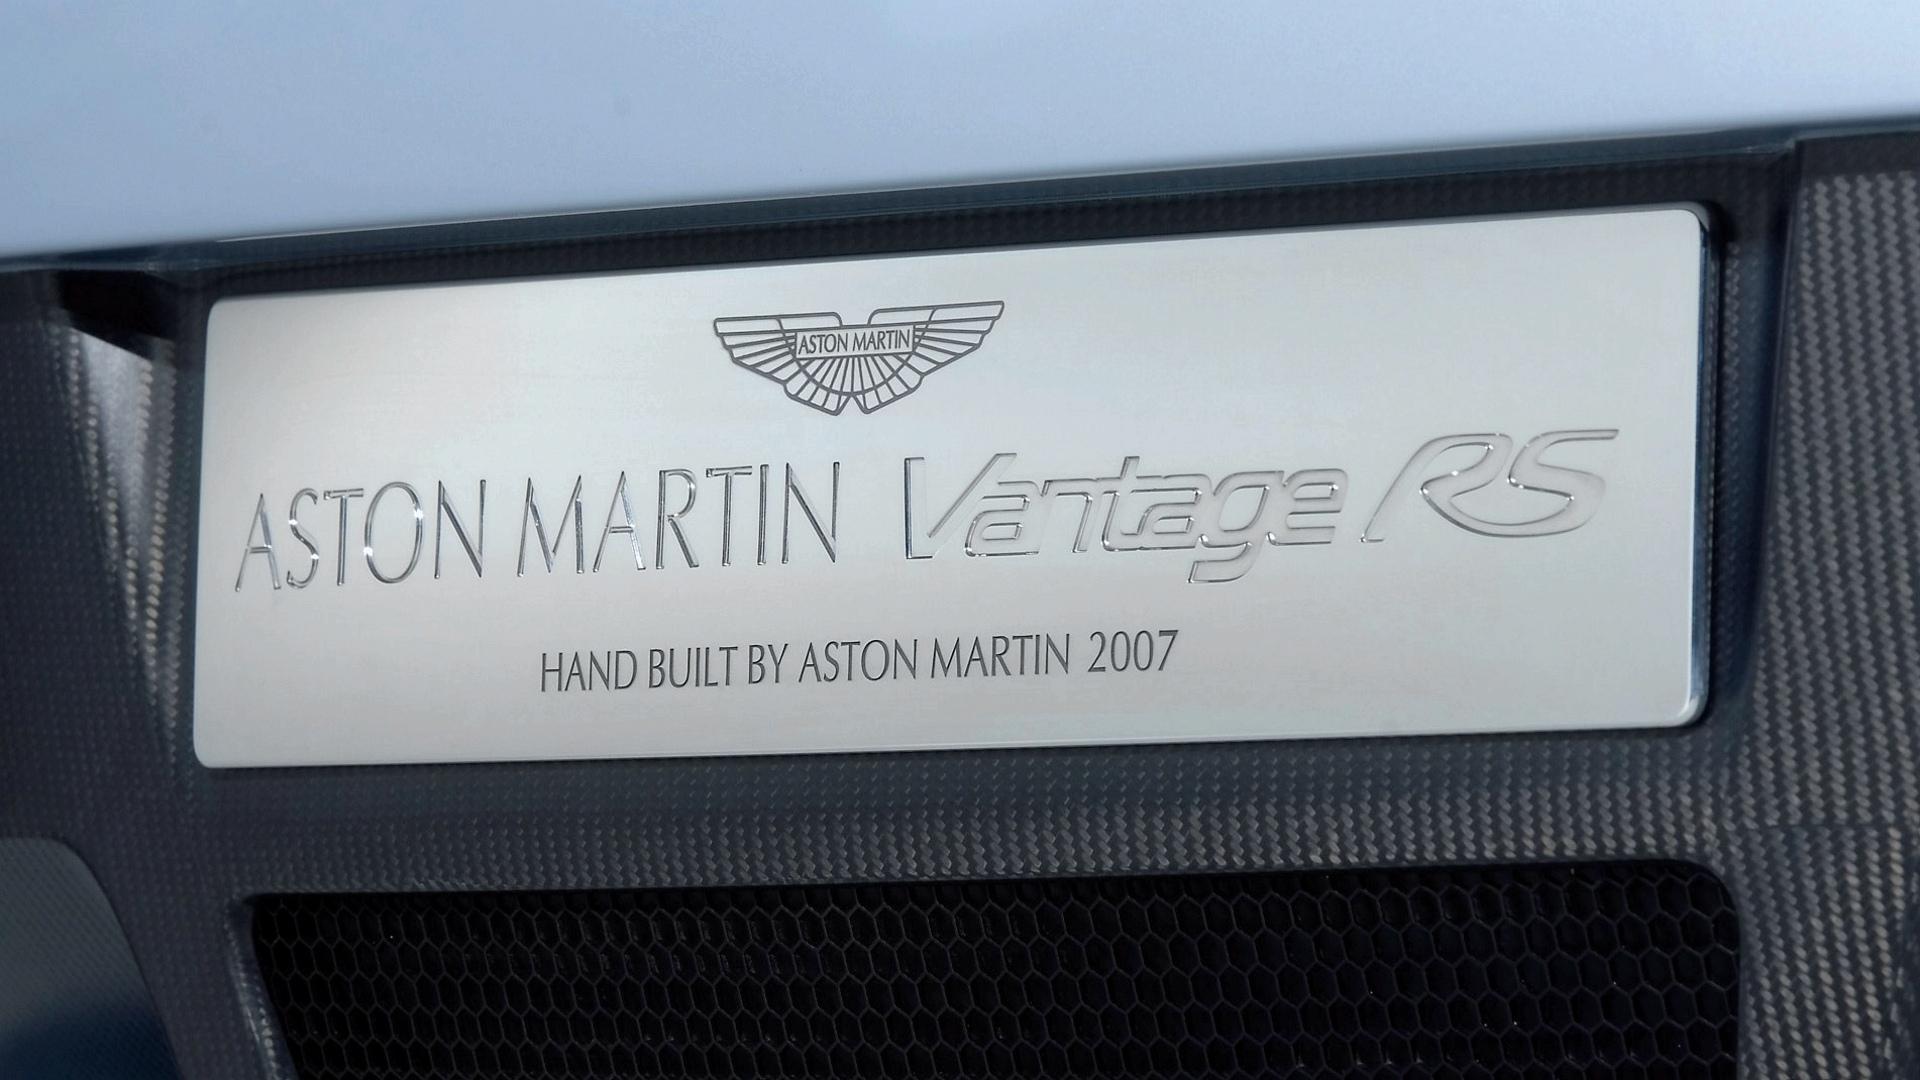 ASTON MARTIN
ASTON MARTIN Vantage RS
HAND BUILT BY ASTON MARTIN 2007